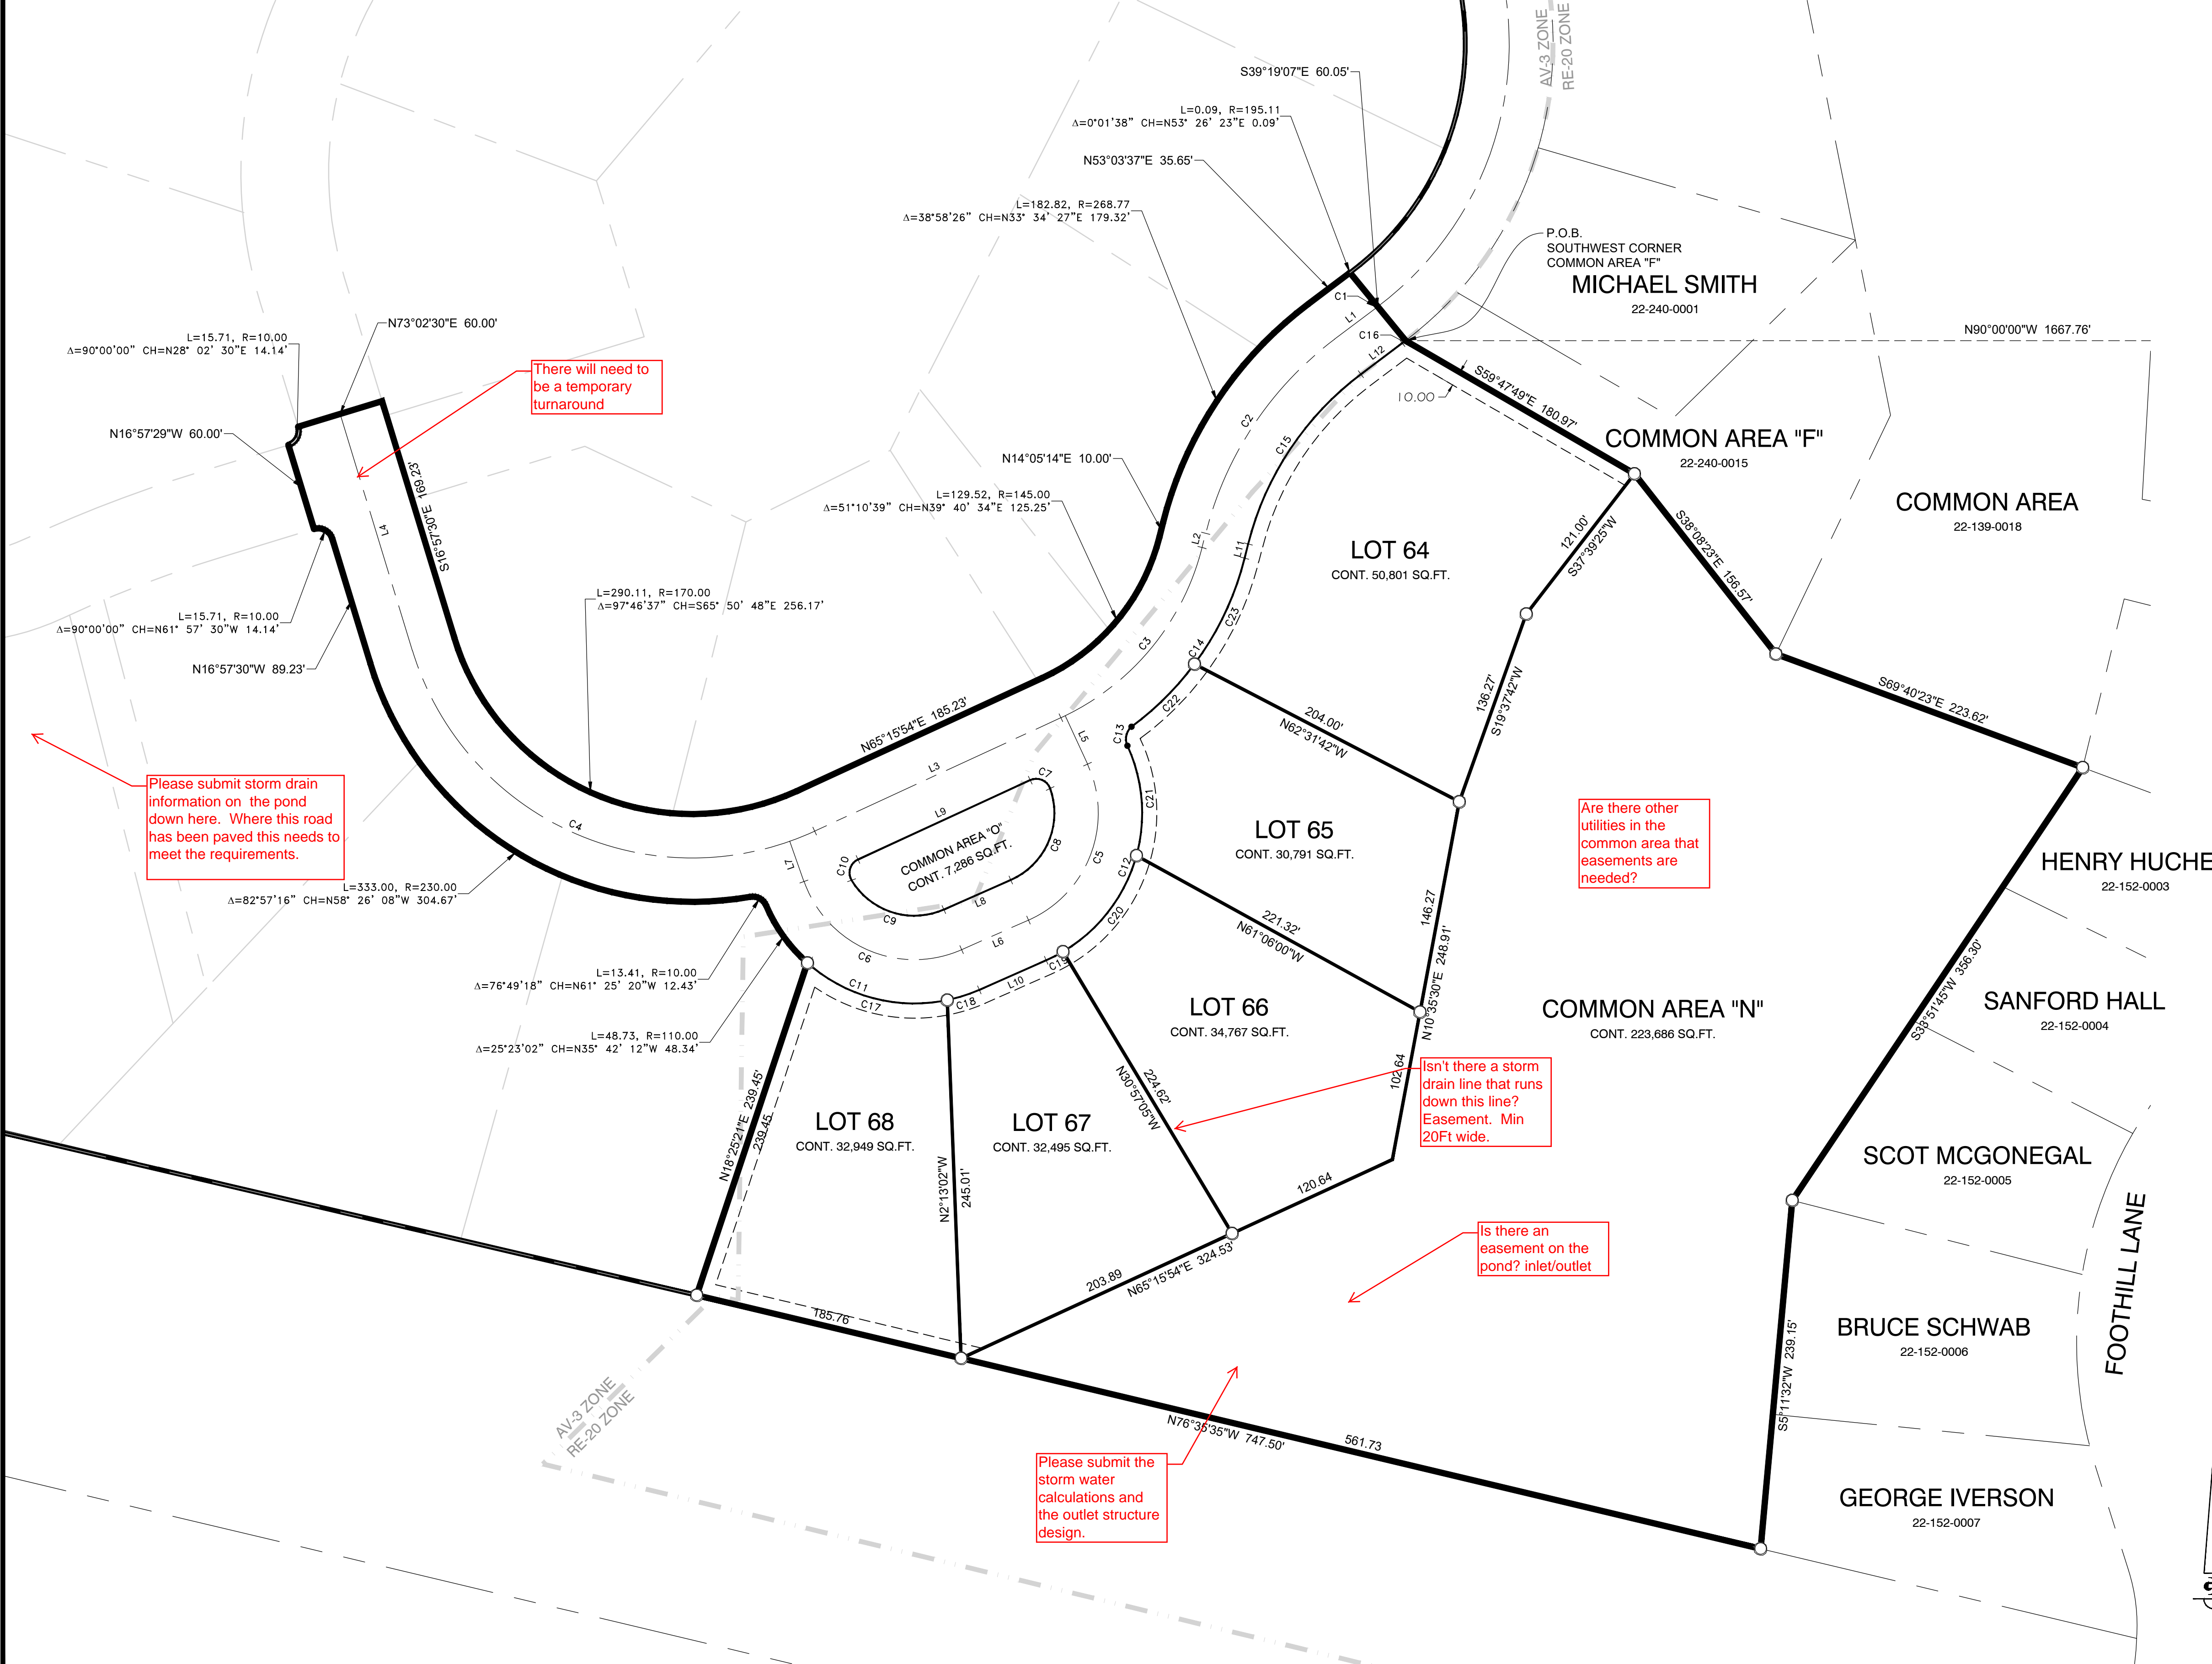 AV-3 ZONE
RE-20 ZONE
S39°19'07"E 60.05'
L=0.09, R=195.11
Δ=0°01'38" CH=N53° 26' 23"E 0.09'
N53°03'37"E 35.65'
L=182.82, R=268.77
Δ=38°58'26" CH=N33° 34' 27"E 179.32'
P.O.B.
SOUTHWEST CORNER
COMMON AREA "F"
MICHAEL SMITH
22-240-0001
C1
L1
C16
L12
N90°00'00"W 1667.76'
N73°02'30"E 60.00'
L=15.71, R=10.00
Δ=90°00'00" CH=N28° 02' 30"E 14.14'
There will need to
be a temporary
turnaround
S59°47'49"E 180.97'
10.00
N16°57'29"W 60.00'
C2
C15
COMMON AREA "F"
22-240-0015
N14°05'14"E 10.00'
S16°57'30"E 169.23'
L4
COMMON AREA
22-139-0018
L=129.52, R=145.00
Δ=51°10'39" CH=N39° 40' 34"E 125.25'
L2
L11
LOT 64
CONT. 50,801 SQ.FT.
121.00'
S37°39'25"W
S38°08'23"E 156.57'
L=290.11, R=170.00
Δ=97°46'37" CH=S65° 50' 48"E 256.17'
L=15.71, R=10.00
Δ=90°00'00" CH=N61° 57' 30"W 14.14'
C23
C3
C14
N16°57'30"W 89.23'
136.27'
S19°37'42"W
S69°40'23"E 223.62'
N65°15'54"E 185.23'
C22
204.00'
N62°31'42"W
C13
L5
L3
C7
Please submit storm drain
information on the pond
down here. Where this road
has been paved this needs to
meet the requirements.
C21
Are there other
utilities in the
common area that
easements are
needed?
C4
L9
COMMON AREA "O"
CONT. 7,286 SQ.FT.
C8
C5
LOT 65
CONT. 30,791 SQ.FT.
L7
C10
C12
HENRY HUCHE
22-152-0003
L=333.00, R=230.00
Δ=82°57'16" CH=N58° 26' 08"W 304.67'
L8
C9
C20
221.32'
N61°06'00"W
146.27
N10°35'30"E 248.91'
L6
C6
C19
S33°51'45"W 356.30'
L=13.41, R=10.00
Δ=76°49'18" CH=N61° 25' 20"W 12.43'
C11
L10
C17
C18
LOT 66
CONT. 34,767 SQ.FT.
COMMON AREA "N"
CONT. 223,686 SQ.FT.
SANFORD HALL
22-152-0004
L=48.73, R=110.00
Δ=25°23'02" CH=N35° 42' 12"W 48.34'
102.64
Isn't there a storm
drain line that runs
down this line?
Easement. Min
20Ft wide.
N18°25'21"E 239.45'
239.45
LOT 68
CONT. 32,949 SQ.FT.
LOT 67
CONT. 32,495 SQ.FT.
224.62'
N30°57'05"W
SCOT MCGONEGAL
22-152-0005
N2°13'02"W
245.01'
120.64
Is there an
easement on the
pond? inlet/outlet
203.89
N65°15'54"E 324.53'
FOOTHILL LANE
185.76
BRUCE SCHWAB
22-152-0006
S5°11'32"W 239.15'
AV-3 ZONE
RE-20 ZONE
N76°35'35"W 747.50'
561.73
Please submit the
storm water
calculations and
the outlet structure
design.
GEORGE IVERSON
22-152-0007